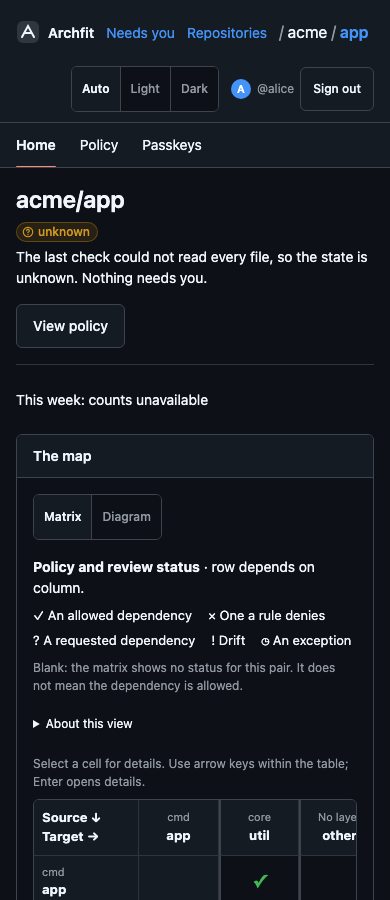 Archfit Needs you Repositories / acme / app
Auto Light Dark A @alice Sign out
Home Policy Passkeys
acme/app
? unknown
The last check could not read every file, so the state is
unknown. Nothing needs you.
View policy
This week: counts unavailable
The map
Matrix Diagram
Policy and review status · row depends on
column.
✓ An allowed dependency × One a rule denies
? A requested dependency ! Drift ◷ An exception
Blank: the matrix shows no status for this pair. It does
not mean the dependency is allowed.
▶ About this view
Select a cell for details. Use arrow keys within the table;
Enter opens details.
Source ↓ cmd core No laye
Target → app util other
cmd
app ✓